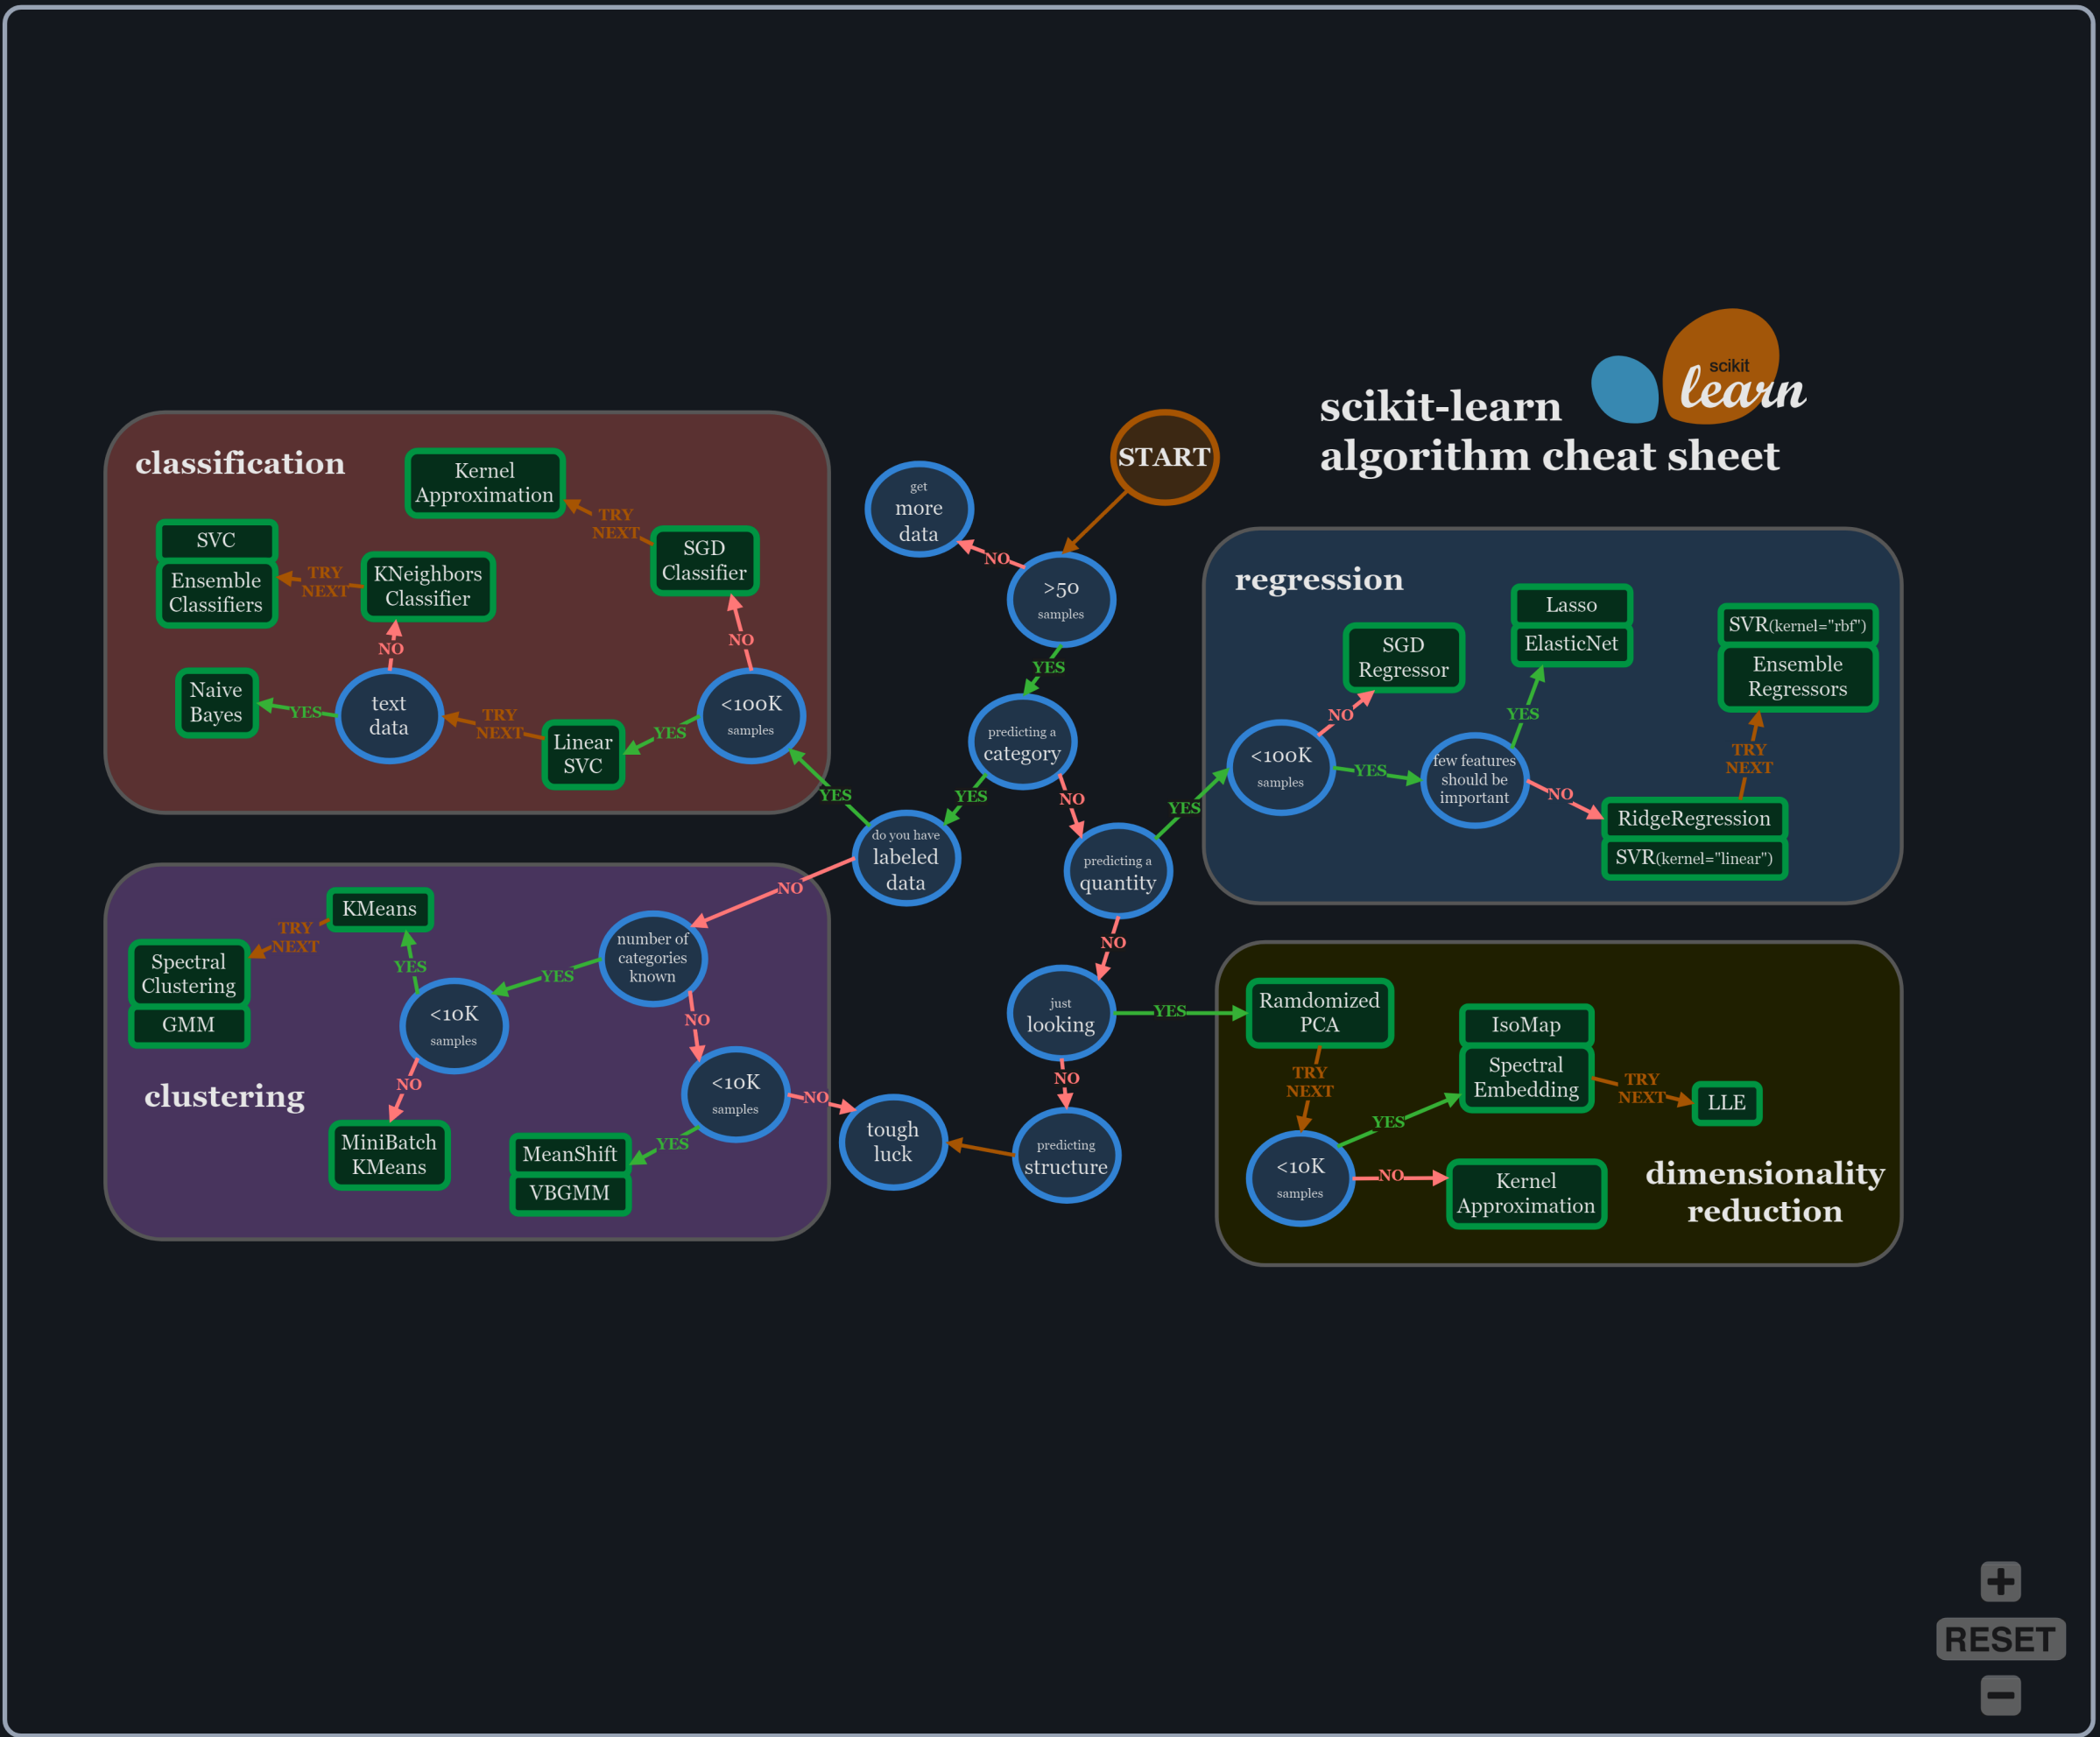 scikit
learn
scikit-learn
algorithm cheat sheet
START
get
more
data
NO
>50
samples
YES
predicting a
category
YES
NO
do you have
labeled
data
YES
NO
predicting a
quantity
YES
NO
just
looking
YES
NO
predicting
structure
tough
luck
classification
Kernel
Approximation
TRY
NEXT
SGD
Classifier
SVC
Ensemble
Classifiers
TRY
NEXT
KNeighbors
Classifier
NO
NO
Naive
Bayes
YES
text
data
TRY
NEXT
Linear
SVC
YES
<100K
samples
regression
SGD
Regressor
Lasso
ElasticNet
SVR(kernel="rbf")
Ensemble
Regressors
NO
YES
TRY
NEXT
<100K
samples
YES
few features
should be
important
NO
RidgeRegression
SVR(kernel="linear")
KMeans
TRY
NEXT
Spectral
Clustering
GMM
YES
<10K
samples
YES
number of
categories
known
NO
NO
clustering
MiniBatch
KMeans
<10K
samples
NO
YES
MeanShift
VBGMM
Ramdomized
PCA
TRY
NEXT
IsoMap
Spectral
Embedding
TRY
NEXT
LLE
YES
<10K
samples
NO
Kernel
Approximation
dimensionality
reduction
+
RESET
−